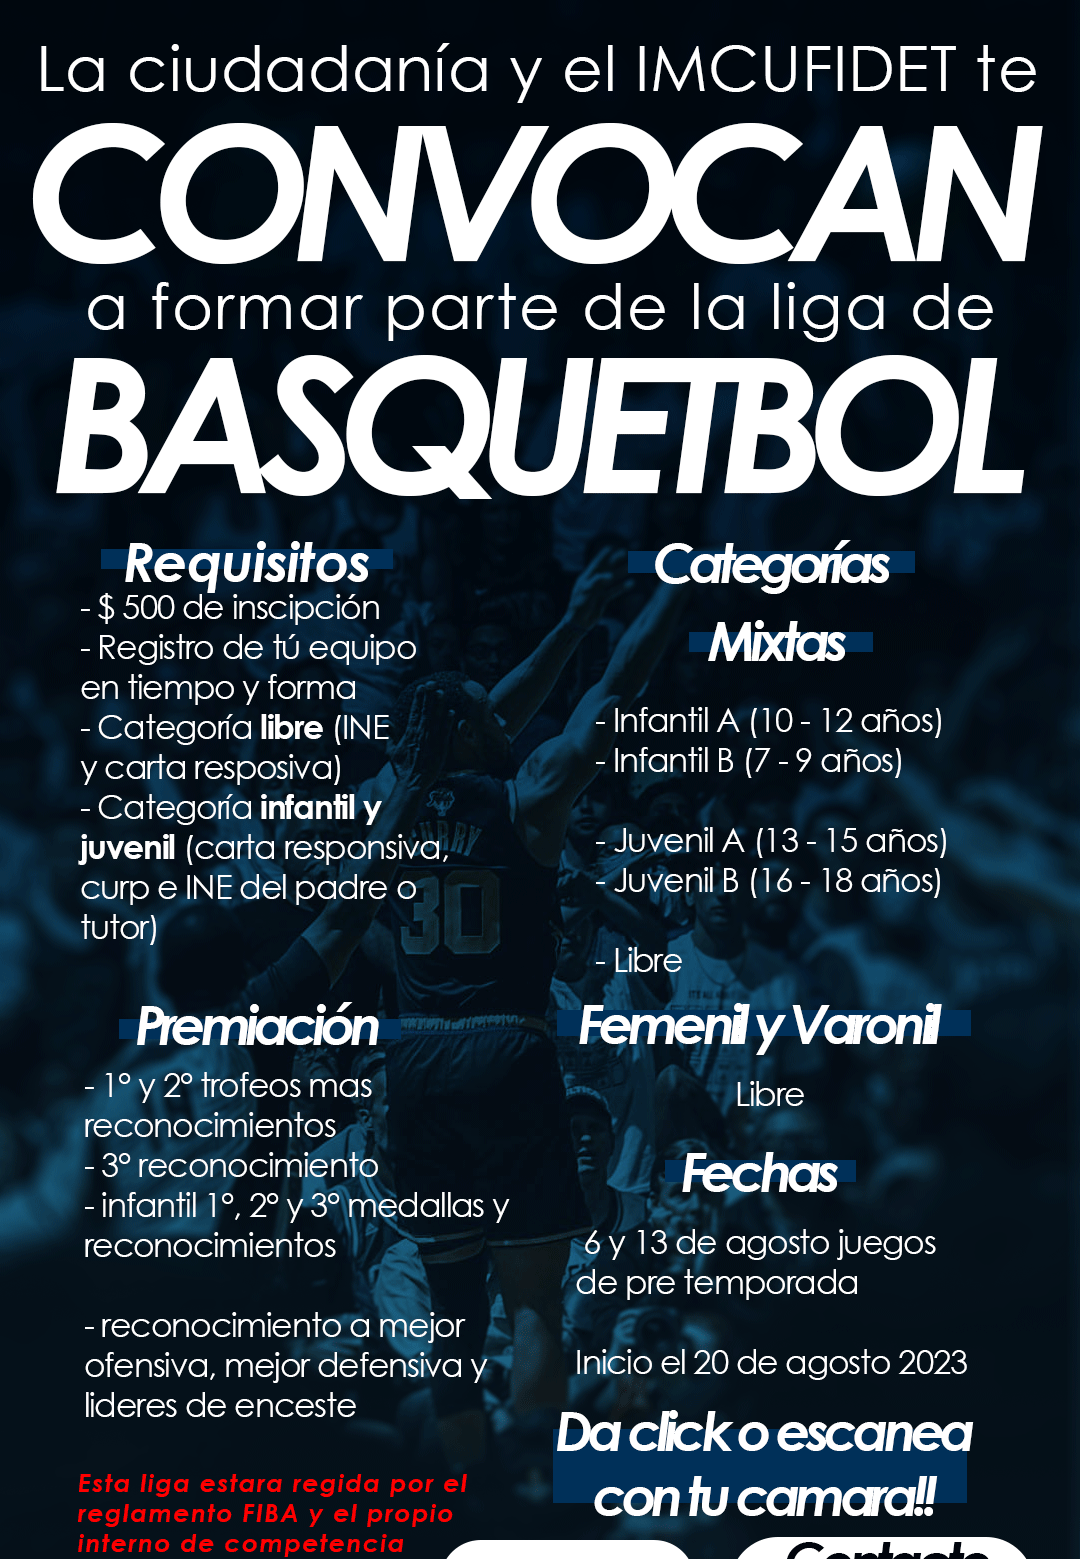 La ciudadanía y el IMCUFIDET te
CONVOCAN
a formar parte de la liga de
BASQUETBOL
Requisitos
- $ 500 de inscipción
- Registro de tú equipo
en tiempo y forma
- Categoría libre (INE
y carta resposiva)
- Categoría infantil y
juvenil (carta responsiva,
curp e INE del padre o
tutor)
Premiación
- 1° y 2° trofeos mas
reconocimientos
- 3° reconocimiento
- infantil 1°, 2° y 3° medallas y
reconocimientos
- reconocimiento a mejor
ofensiva, mejor defensiva y
lideres de enceste
Esta liga estara regida por el
reglamento FIBA y el propio
interno de competencia
Categorías
Mixtas
- Infantil A (10 - 12 años)
- Infantil B (7 - 9 años)
- Juvenil A (13 - 15 años)
- Juvenil B (16 - 18 años)
- Libre
Femenil y Varonil
Libre
Fechas
6 y 13 de agosto juegos
de pre temporada
Inicio el 20 de agosto 2023
Da click o escanea
con tu camara!!
Contacto
CURRY
30